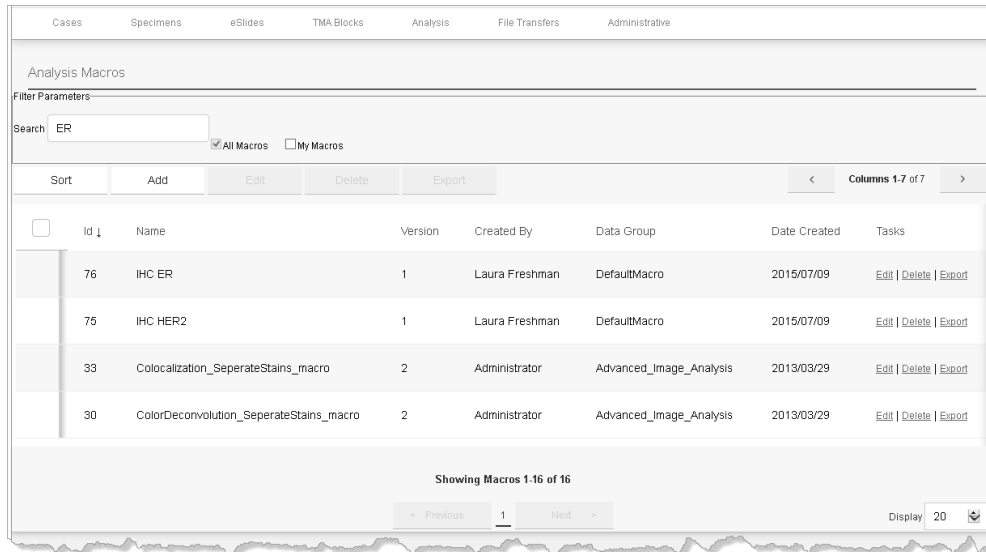 Cases Specimens eSlides TMA Blocks Analysis File Transfers Administrative
Analysis Macros
Filter Parameters
Search ER
All Macros My Macros
Sort Add Edit Delete Export < Columns 1-7 of 7 >
Id ↓ Name Version Created By Data Group Date Created Tasks
76 IHC ER 1 Laura Freshman DefaultMacro 2015/07/09 Edit | Delete | Export
75 IHC HER2 1 Laura Freshman DefaultMacro 2015/07/09 Edit | Delete | Export
33 Colocalization_SeperateStains_macro 2 Administrator Advanced_Image_Analysis 2013/03/29 Edit | Delete | Export
30 ColorDeconvolution_SeperateStains_macro 2 Administrator Advanced_Image_Analysis 2013/03/29 Edit | Delete | Export
Showing Macros 1-16 of 16
< Previous 1 Next >
Display 20